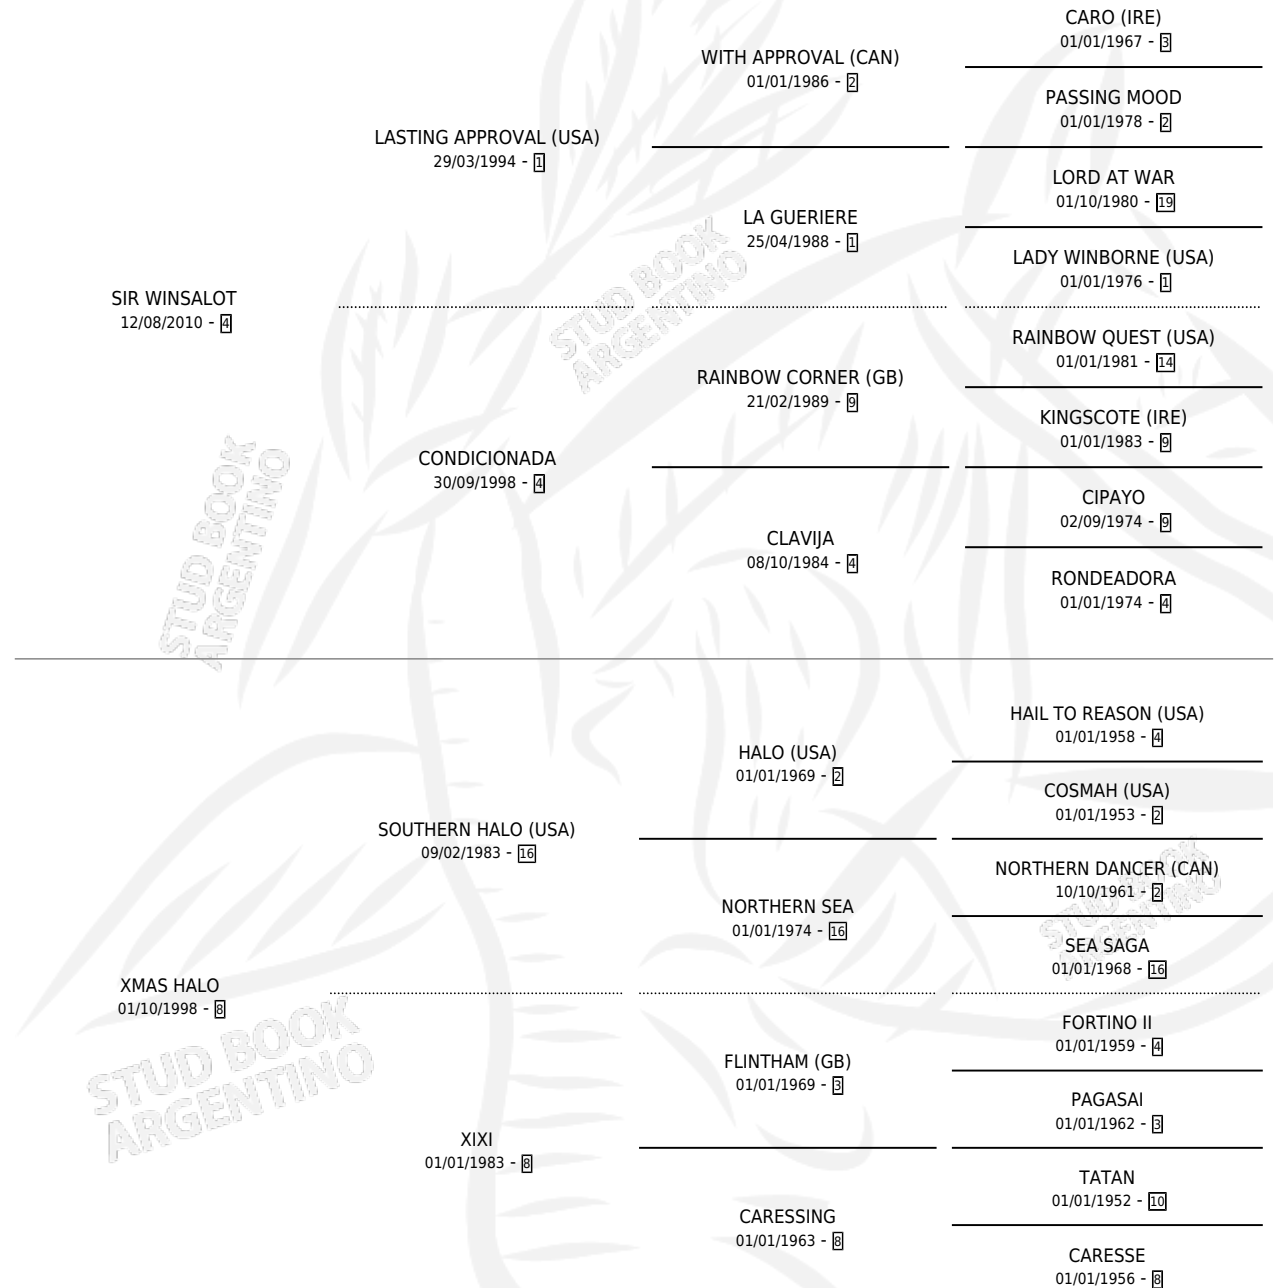 CARO (IRE)
01/01/1967 - 3
WITH APPROVAL (CAN)
01/01/1986 - 2
PASSING MOOD
01/01/1978 - 2
LASTING APPROVAL (USA)
29/03/1994 - 1
LORD AT WAR
01/10/1980 - 19
LA GUERIERE
25/04/1988 - 1
LADY WINBORNE (USA)
01/01/1976 - 1
SIR WINSALOT
12/08/2010 - 4
STUD BOOK
ARGENTINO
RAINBOW QUEST (USA)
01/01/1981 - 14
RAINBOW CORNER (GB)
21/02/1989 - 9
KINGSCOTE (IRE)
01/01/1983 - 9
CONDICIONADA
30/09/1998 - 4
CIPAYO
02/09/1974 - 9
CLAVIJA
08/10/1984 - 4
RONDEADORA
01/01/1974 - 4
STUD BOOK
ARGENTINO
HAIL TO REASON (USA)
01/01/1958 - 4
HALO (USA)
01/01/1969 - 2
COSMAH (USA)
01/01/1953 - 2
SOUTHERN HALO (USA)
09/02/1983 - 16
NORTHERN DANCER (CAN)
10/10/1961 - 2
NORTHERN SEA
01/01/1974 - 16
STUD BOOK
ARGENTINO
SEA SAGA
01/01/1968 - 16
XMAS HALO
01/10/1998 - 8
STUD BOOK
ARGENTINO
FORTINO II
01/01/1959 - 4
FLINTHAM (GB)
01/01/1969 - 3
PAGASAI
01/01/1962 - 3
XIXI
01/01/1983 - 8
TATAN
01/01/1952 - 10
CARESSING
01/01/1963 - 8
CARESSE
01/01/1956 - 8